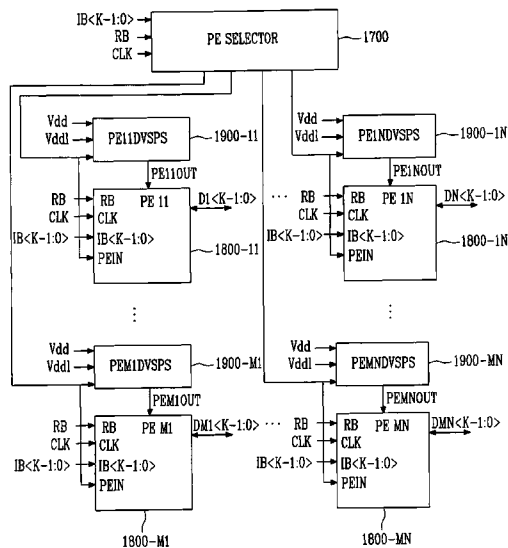 IB<K-1:0>
RB
CLK
PE SELECTOR
1700
Vdd
Vddl
PE11DVSPS
1900-11
PE11OUT
RB
CLK
IB<K-1:0>
RB PE 11
CLK
IB<K-1:0>
PEIN
D1<K-1:0>
1800-11
Vdd
Vddl
PE1NDVSPS
1900-1N
PE1NOUT
... RB
CLK
IB<K-1:0>
RB PE 1N
CLK
IB<K-1:0>
PEIN
DN<K-1:0>
1800-1N
Vdd
Vddl
PEM1DVSPS
1900-M1
PEM1OUT
RB
CLK
IB<K-1:0>
RB PE M1
CLK
IB<K-1:0>
PEIN
DM1<K-1:0>
1800-M1
Vdd
Vddl
PEMNDVSPS
1900-MN
PEMNOUT
... RB
CLK
IB<K-1:0>
RB PE MN
CLK
IB<K-1:0>
PEIN
DMN<K-1:0>
1800-MN